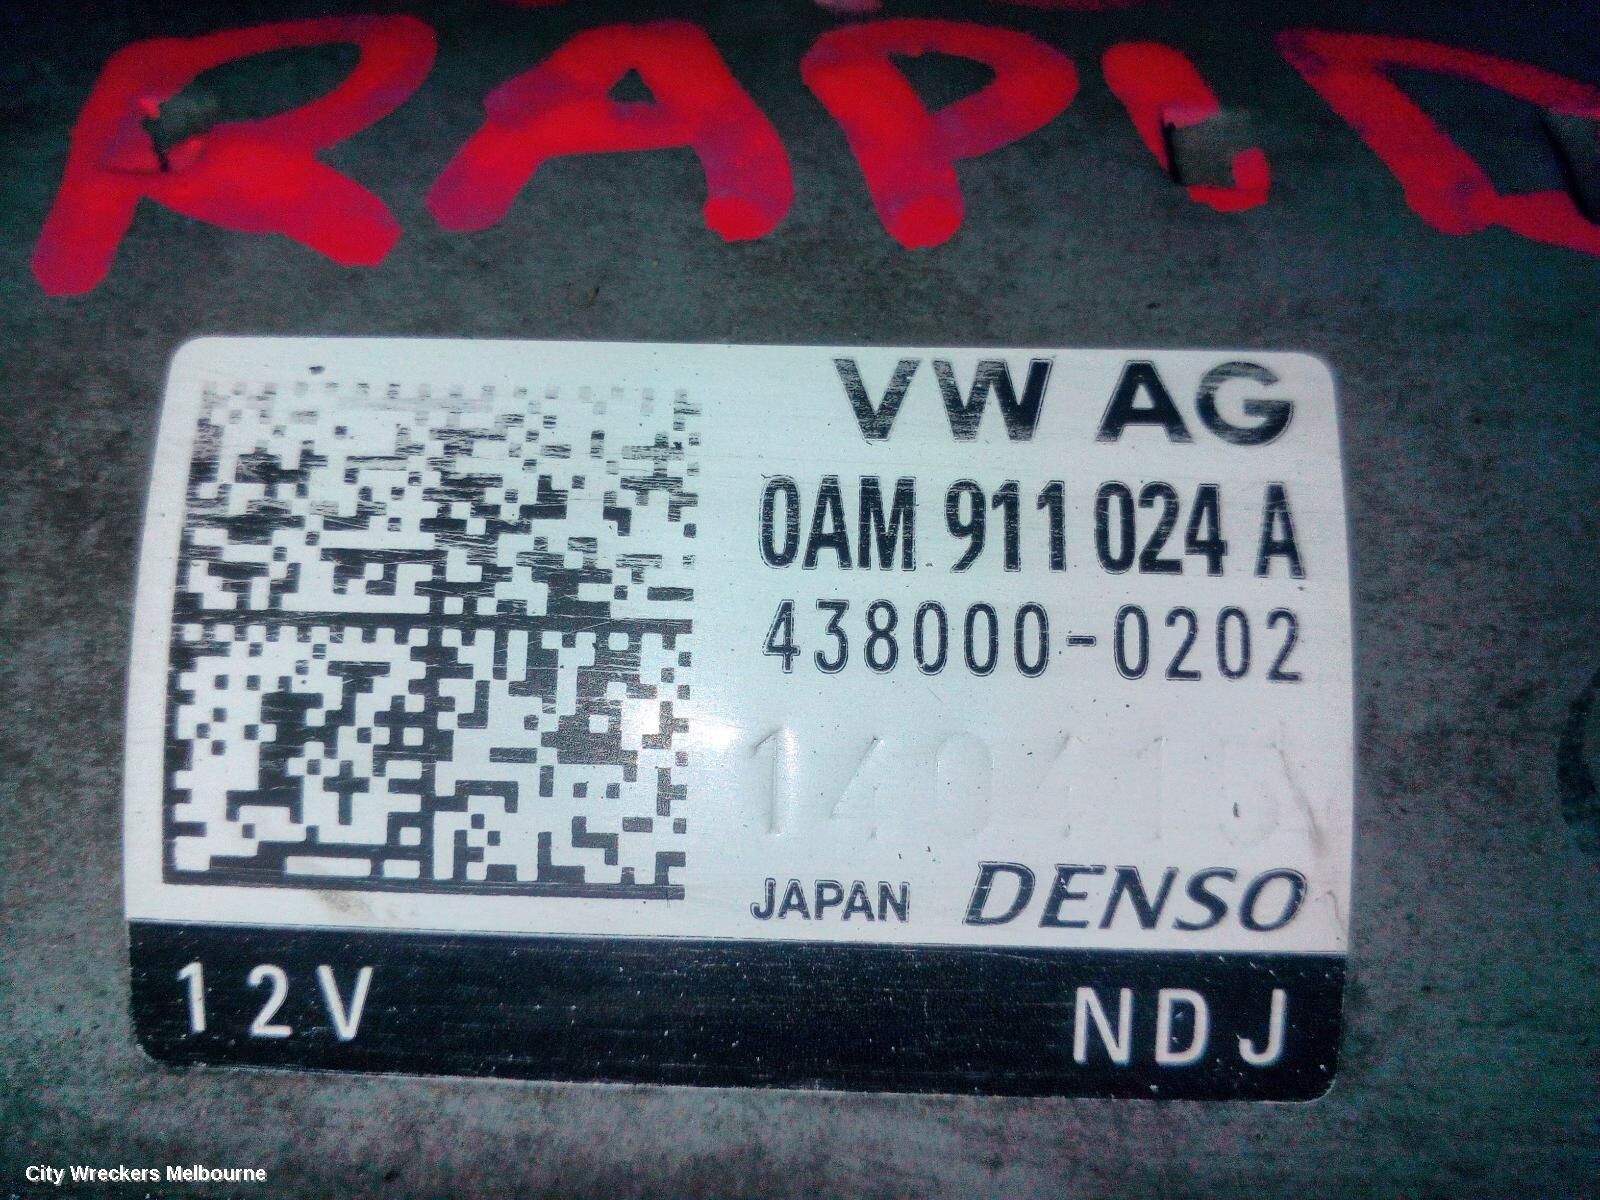 RAPID
VW AG
0AM 911 024 A
438000-0202
JAPAN DENSO
12V NDJ
City Wreckers Melbourne